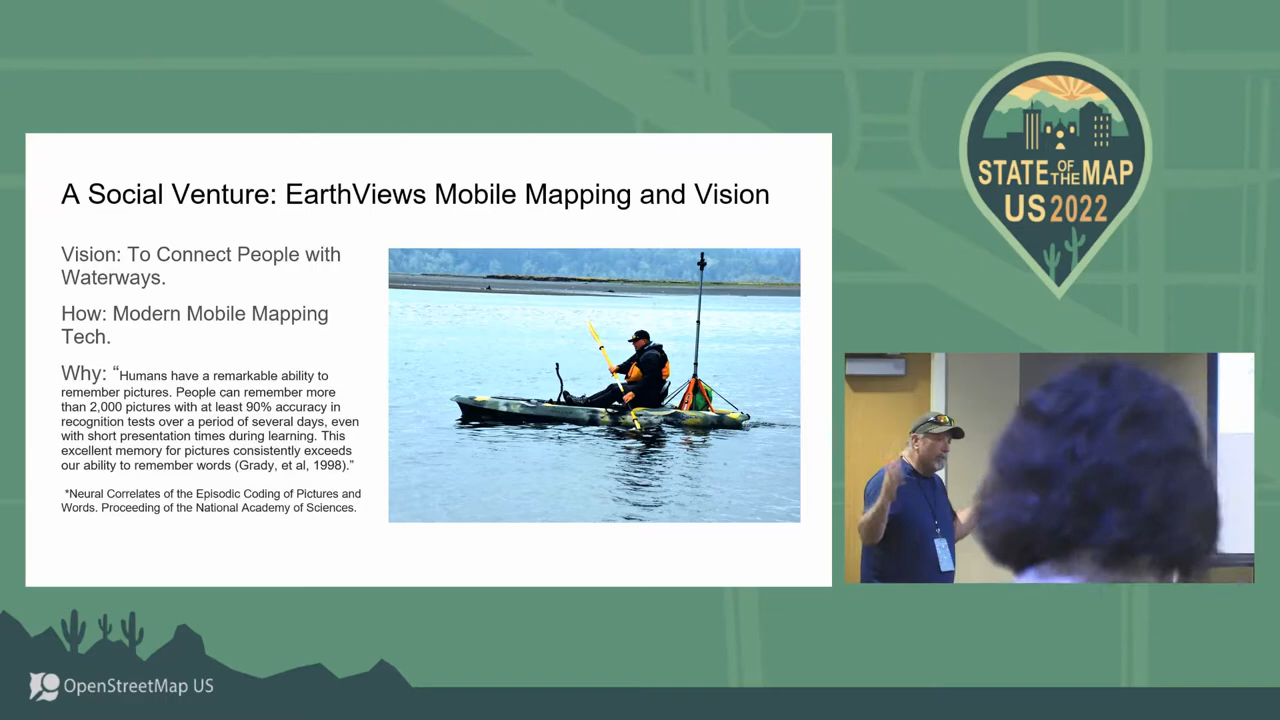 A Social Venture: EarthViews Mobile Mapping and Vision
Vision: To Connect People with
Waterways.
How: Modern Mobile Mapping
Tech.
Why: “Humans have a remarkable ability to
remember pictures. People can remember more
than 2,000 pictures with at least 90% accuracy in
recognition tests over a period of several days, even
with short presentation times during learning. This
excellent memory for pictures consistently exceeds
our ability to remember words (Grady, et al, 1998).”
*Neural Correlates of the Episodic Coding of Pictures and
Words. Proceeding of the National Academy of Sciences.
STATE OF THE MAP
US 2022
OpenStreetMap US